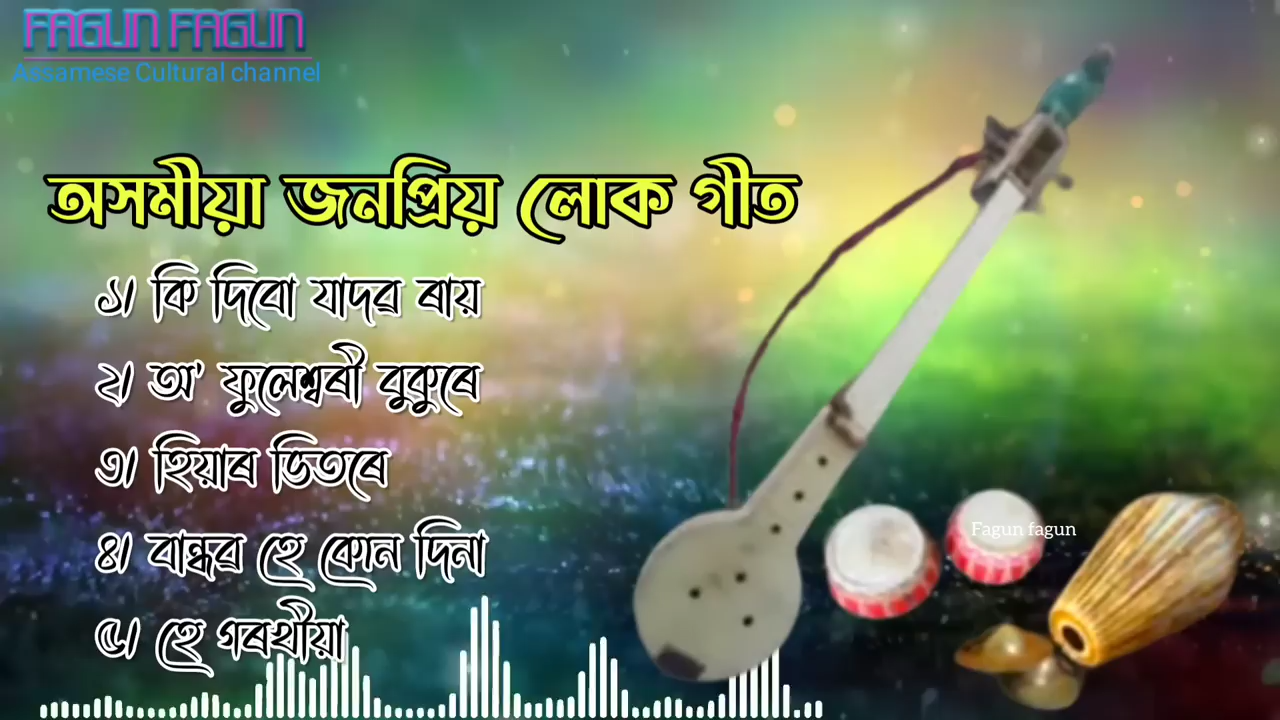 FAGUN FAGUN
Assamese Cultural channel
অসমীয়া জনপ্ৰিয় লোক গীত
১/ কি দিবো যাদৱ ৰায়
২/ অ' ফুলেশ্বৰী বুকুৰে
৩/ হিয়াৰ ভিতৰে
৪/ বান্ধৱ হে কোন দিনা
৫/ হে গৰখীয়া
Fagun fagun